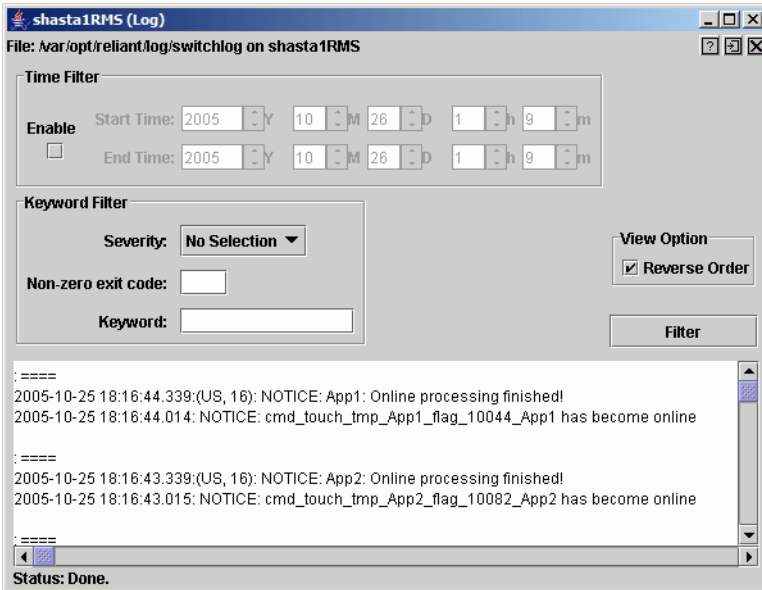 shasta1RMS (Log)
File: /var/opt/reliant/log/switchlog on shasta1RMS
Time Filter
Enable
Start Time: 2005 Y 10 M 26 D 1 h 9 m
End Time: 2005 Y 10 M 26 D 1 h 9 m
Keyword Filter
Severity: No Selection
Non-zero exit code:
Keyword:
View Option
Reverse Order
Filter
: ====
2005-10-25 18:16:44.339:(US, 16): NOTICE: App1: Online processing finished!
2005-10-25 18:16:44.014: NOTICE: cmd_touch_tmp_App1_flag_10044_App1 has become online
: ====
2005-10-25 18:16:43.339:(US, 16): NOTICE: App2: Online processing finished!
2005-10-25 18:16:43.015: NOTICE: cmd_touch_tmp_App2_flag_10082_App2 has become online
: ====
Status: Done.